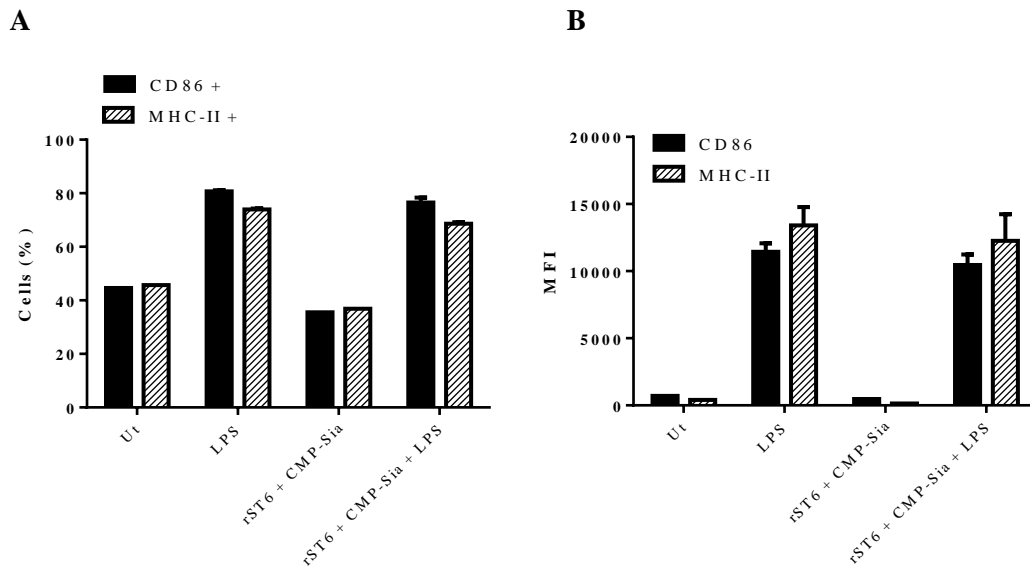 A
CD86 +
MHC-II +
Cells (%)
100
80
60
40
20
0
Ut
LPS
rST6 + CMP-Sia
rST6 + CMP-Sia + LPS
B
CD86
MHC-II
MFI
20000
15000
10000
5000
0
Ut
LPS
rST6 + CMP-Sia
rST6 + CMP-Sia + LPS